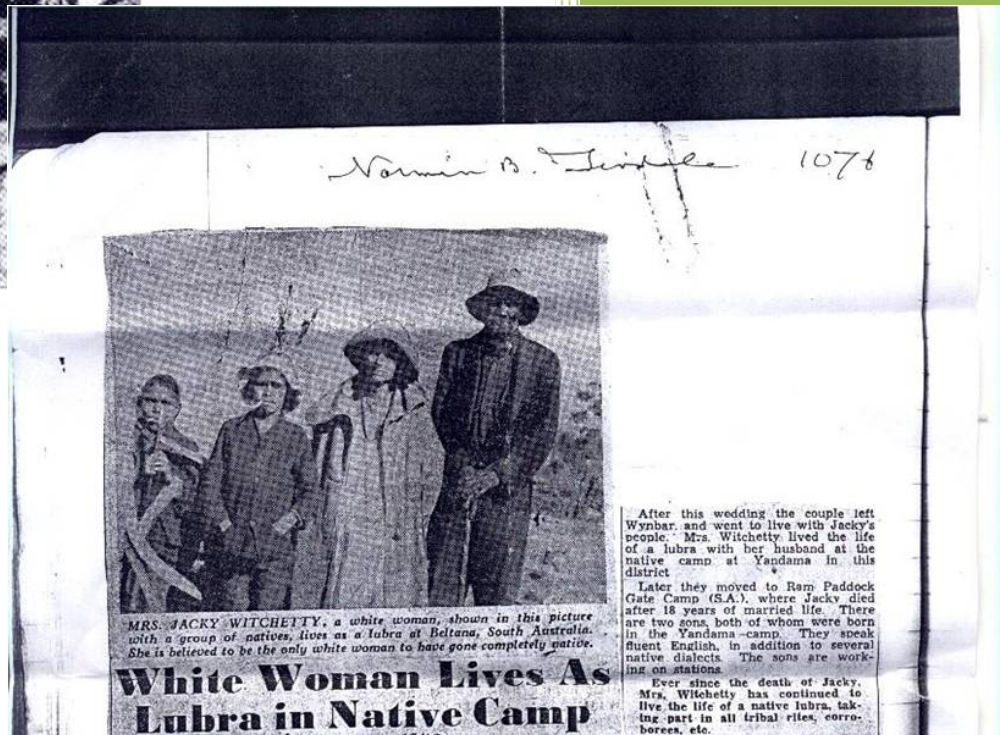 Norman B. Tindale 1076
MRS. JACKY WITCHETTY, a white woman, shown in this picture
with a group of natives, lives as a lubra at Beltana, South Australia.
She is believed to be the only white woman to have gone completely native.
White Woman Lives As
Lubra in Native Camp
After this wedding the couple left
Wynbar, and went to live with Jacky's
people. Mrs. Witchetty lived the life
of a lubra with her husband at the
native camp at Yandama in this
district
Later they moved to Ram Paddock
Gate Camp (S.A.), where Jacky died
after 18 years of married life. There
are two sons, both of whom were born
in the Yandama camp. They speak
fluent English, in addition to several
native dialects. The sons are work-
ing on stations.
Ever since the death of Jacky,
Mrs. Witchetty has continued to
live the life of a native lubra, tak-
ing part in all tribal rites, corro-
borees, etc.